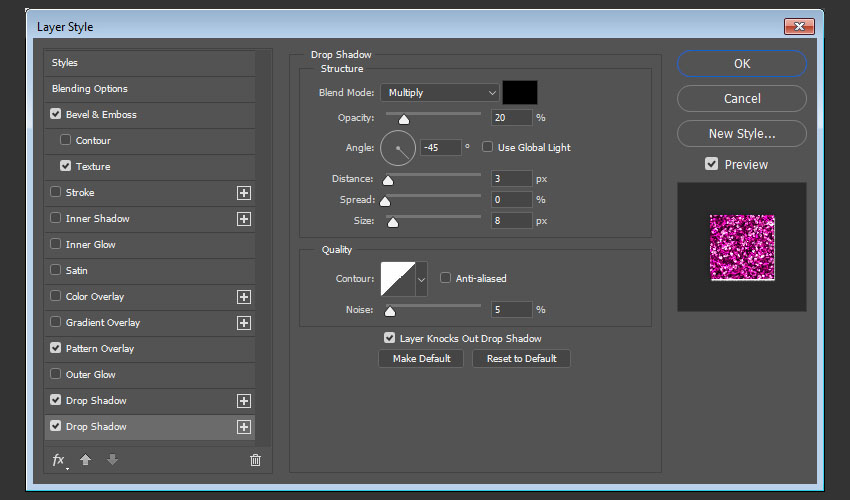 Layer Style
Styles
Blending Options
Bevel & Emboss
Contour
Texture
Stroke
Inner Shadow
Inner Glow
Satin
Color Overlay
Gradient Overlay
Pattern Overlay
Outer Glow
Drop Shadow
Drop Shadow
fx
Drop Shadow
Structure
Blend Mode: Multiply
Opacity: 20 %
Angle: -45 ° Use Global Light
Distance: 3 px
Spread: 0 %
Size: 8 px
Quality
Contour: Anti-aliased
Noise: 5 %
Layer Knocks Out Drop Shadow
Make Default Reset to Default
OK
Cancel
New Style...
Preview